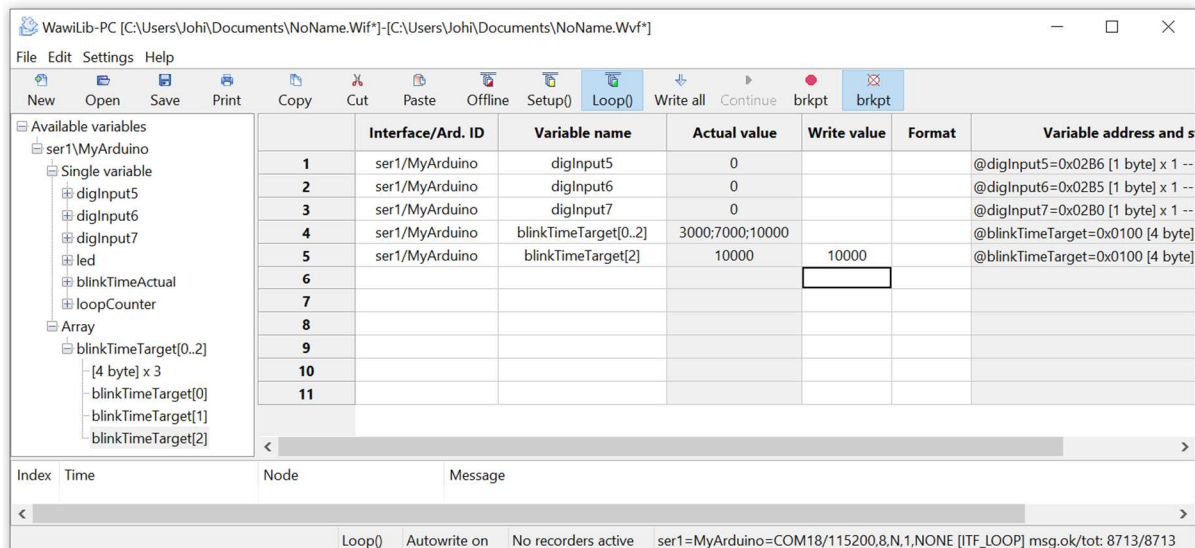 WawiLib-PC [C:\Users\Johi\Documents\NoName.Wif*]-[C:\Users\Johi\Documents\NoName.Wvf*]
File Edit Settings Help
New Open Save Print Copy Cut Paste Offline Setup() Loop() Write all Continue brkpt brkpt
Available variables
ser1\MyArduino
Single variable
digInput5
digInput6
digInput7
led
blinkTimeActual
loopCounter
Array
blinkTimeTarget[0..2]
[4 byte] x 3
blinkTimeTarget[0]
blinkTimeTarget[1]
blinkTimeTarget[2]
Interface/Ard. ID Variable name Actual value Write value Format Variable address and s
1 ser1/MyArduino digInput5 0 @digInput5=0x02B6 [1 byte] x 1 --
2 ser1/MyArduino digInput6 0 @digInput6=0x02B5 [1 byte] x 1 --
3 ser1/MyArduino digInput7 0 @digInput7=0x02B0 [1 byte] x 1 --
4 ser1/MyArduino blinkTimeTarget[0..2] 3000;7000;10000 @blinkTimeTarget=0x0100 [4 byte]
5 ser1/MyArduino blinkTimeTarget[2] 10000 10000 @blinkTimeTarget=0x0100 [4 byte]
6
7
8
9
10
11
Index Time Node Message
Loop() Autowrite on No recorders active ser1=MyArduino=COM18/115200,8,N,1,NONE [ITF_LOOP] msg.ok/tot: 8713/8713